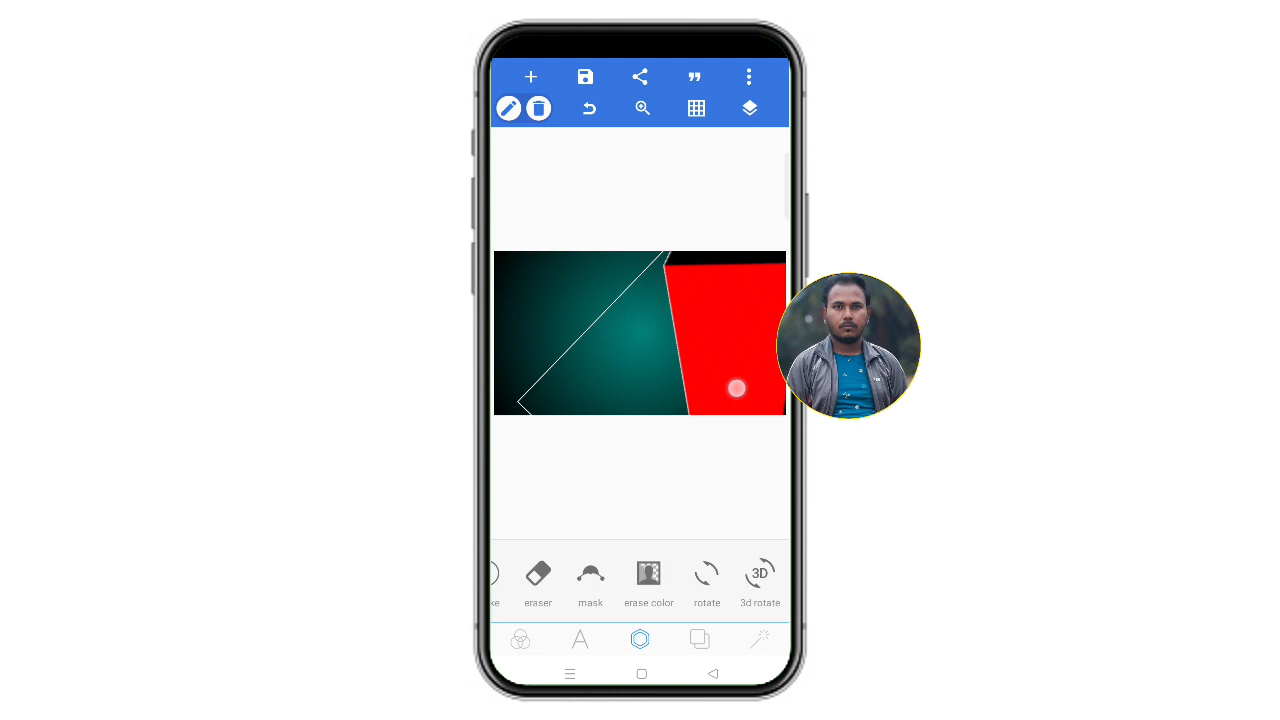 ke
eraser
mask
erase color
rotate
3D
3d rotate